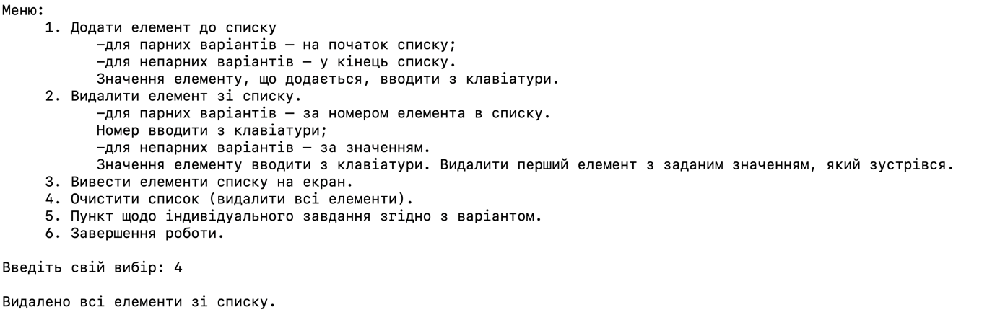 Меню:
1. Додати елемент до списку
–для парних варіантів – на початок списку;
–для непарних варіантів – у кінець списку.
Значення елементу, що додається, вводити з клавіатури.
2. Видалити елемент зі списку.
–для парних варіантів – за номером елемента в списку.
Номер вводити з клавіатури;
–для непарних варіантів – за значенням.
Значення елементу вводити з клавіатури. Видалити перший елемент з заданим значенням, який зустрівся.
3. Вивести елементи списку на екран.
4. Очистити список (видалити всі елементи).
5. Пункт щодо індивідуального завдання згідно з варіантом.
6. Завершення роботи.
Введіть свій вибір: 4
Видалено всі елементи зі списку.